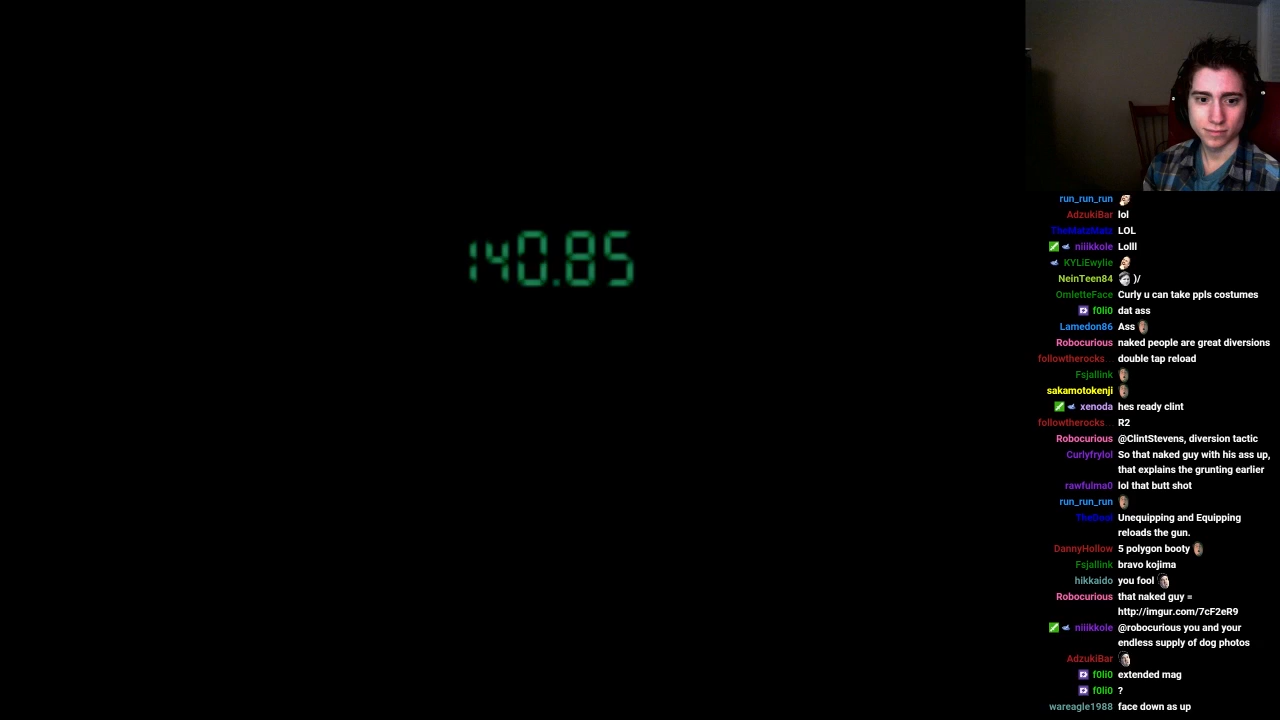 140.85
run_run_run
AdzukiBar lol
TheMatzMatz LOL
niiikkole Lolll
KYLiEwylie
NeinTeen84 )/
OmletteFace Curly u can take ppls costumes
f0li0 dat ass
Lamedon86 Ass
Robocurious naked people are great diversions
followtherocks... double tap reload
Fsjallink
sakamotokenji
xenoda hes ready clint
followtherocks... R2
Robocurious @ClintStevens, diversion tactic
Curlyfrylol So that naked guy with his ass up,
that explains the grunting earlier
rawfulma0 lol that butt shot
run_run_run
Unequipping and Equipping
reloads the gun.
DannyHollow 5 polygon booty
Fsjallink bravo kojima
hikkaido you fool
Robocurious that naked guy =
http://imgur.com/7cF2eR9
niiikkole @robocurious you and your
endless supply of dog photos
AdzukiBar
f0li0 extended mag
f0li0 ?
wareagle1988 face down as up